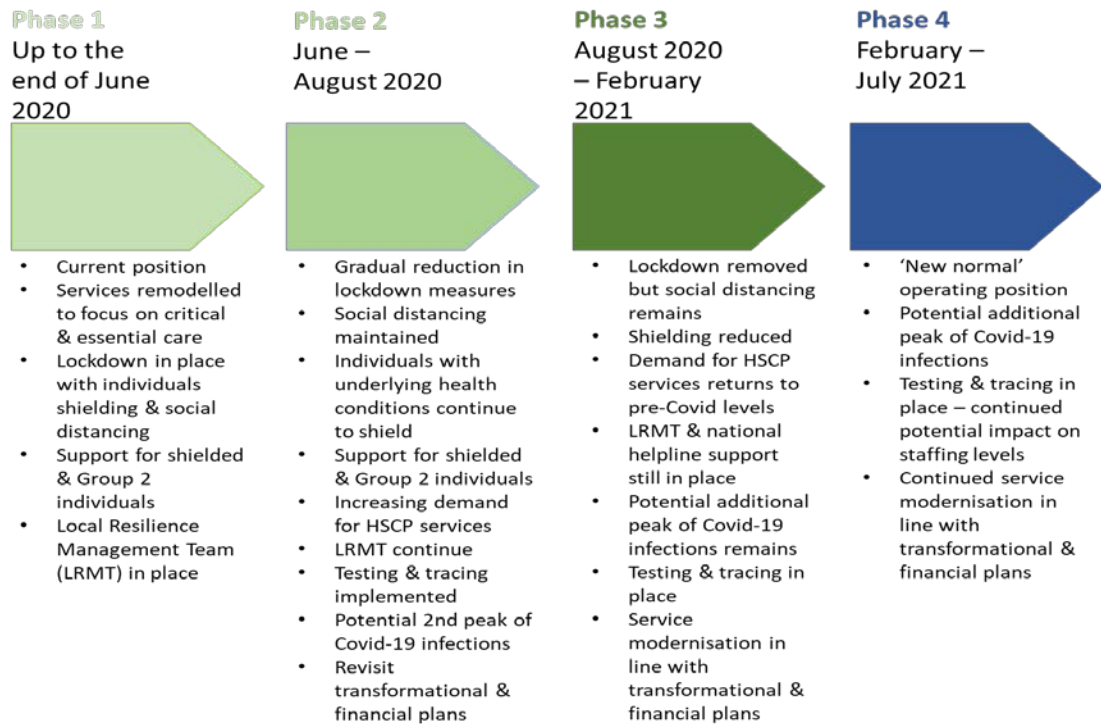 Phase 1
Up to the
end of June
2020
• Current position
• Services remodelled
to focus on critical
& essential care
• Lockdown in place
with individuals
shielding & social
distancing
• Support for shielded
& Group 2
individuals
• Local Resilience
Management Team
(LRMT) in place
Phase 2
June –
August 2020
• Gradual reduction in
lockdown measures
• Social distancing
maintained
• Individuals with
underlying health
conditions continue
to shield
• Support for shielded
& Group 2 individuals
• Increasing demand
for HSCP services
• LRMT continue
• Testing & tracing
implemented
• Potential 2nd peak of
Covid-19 infections
• Revisit
transformational &
financial plans
Phase 3
August 2020
– February
2021
• Lockdown removed
but social distancing
remains
• Shielding reduced
• Demand for HSCP
services returns to
pre-Covid levels
• LRMT & national
helpline support
still in place
• Potential additional
peak of Covid-19
infections remains
• Testing & tracing in
place
• Service
modernisation in
line with
transformational &
financial plans
Phase 4
February –
July 2021
• ‘New normal’
operating position
• Potential additional
peak of Covid-19
infections
• Testing & tracing in
place – continued
potential impact on
staffing levels
• Continued service
modernisation in
line with
transformational &
financial plans